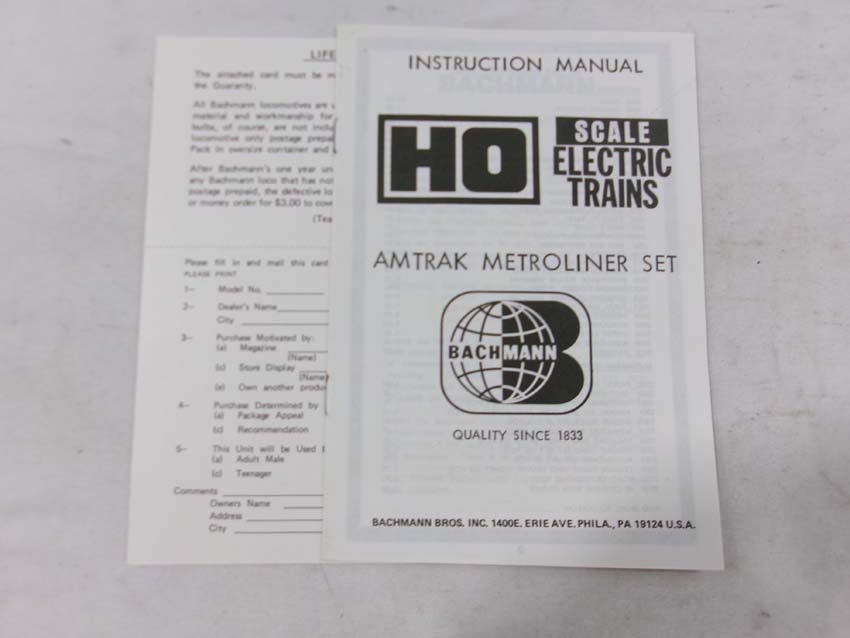 LIFE
The attached card must be m
the Guaranty.
All Bachmann locomotives are
material and workmanship for
bulbs, of course, are not inclu
locomotive only postage prepa
Pack in oversize container and
After Bachmann's one year un
any Bachmann loco that has not
postage prepaid, the defective lo
or money order for $3.00 to cov
(Tea
Please fill in and mail this card
PLEASE PRINT
1- Model No.
2- Dealer's Name
City
3- Purchase Motivated by:
(a) Magazine
(Name)
(c) Store Display
(Name)
(e) Own another produ
4- Purchase Determined by
(a) Package Appeal
(c) Recommendation
5- This Unit will be Used
(a) Adult Male
(c) Teenager
Comments
Owners Name
Address
City
INSTRUCTION MANUAL
HO SCALE
ELECTRIC
TRAINS
AMTRAK METROLINER SET
BACHMANN B
QUALITY SINCE 1833
BACHMANN BROS. INC. 1400E. ERIE AVE. PHILA., PA 19124 U.S.A.